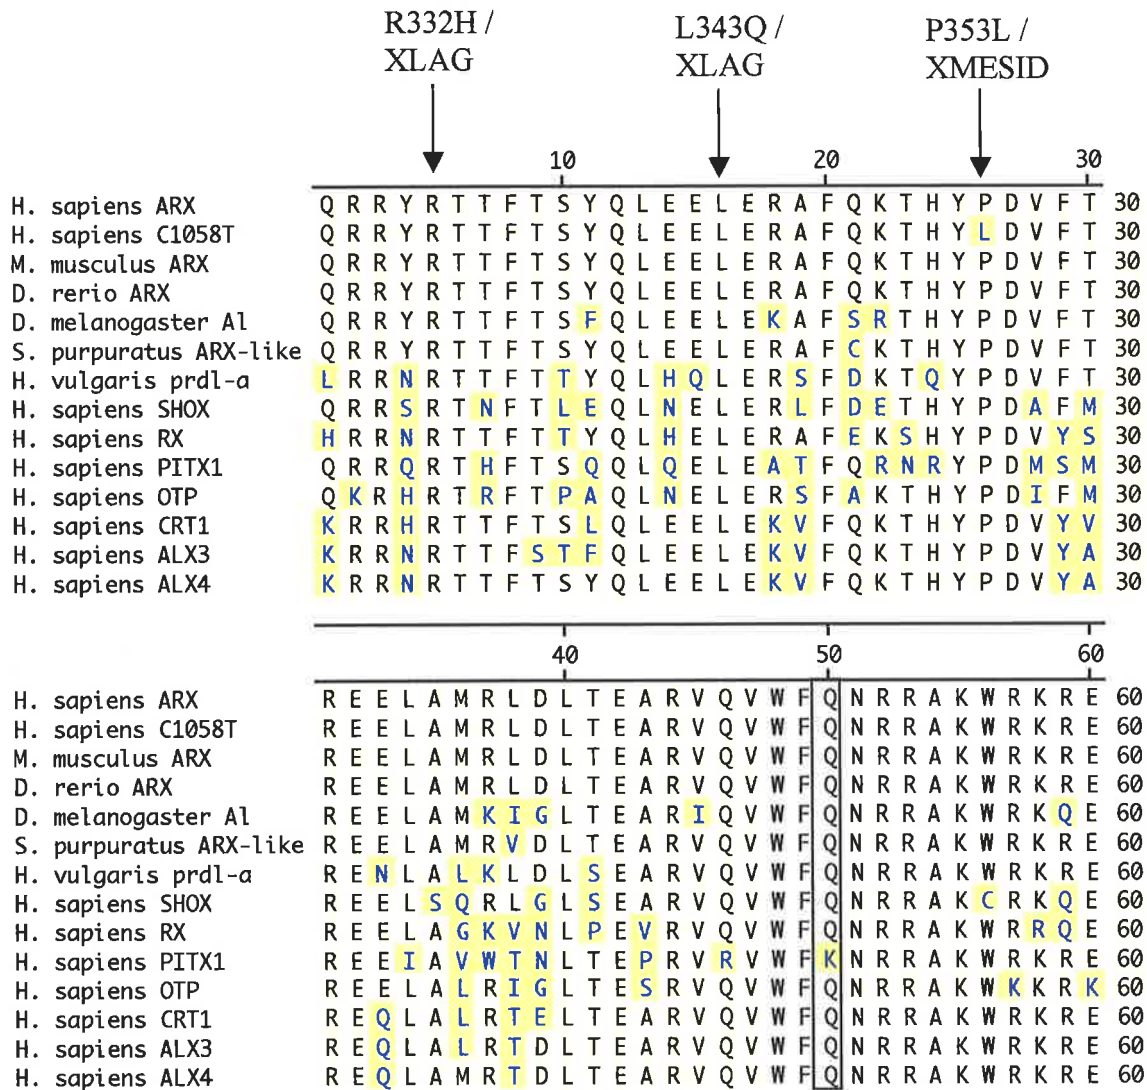 R332H / L343Q / P353L /
XLAG XLAG XMESID
10 20 30
H. sapiens ARX Q R R Y R T T F T S Y Q L E E L E R A F Q K T H Y P D V F T 30
H. sapiens C1058T Q R R Y R T T F T S Y Q L E E L E R A F Q K T H Y L D V F T 30
M. musculus ARX Q R R Y R T T F T S Y Q L E E L E R A F Q K T H Y P D V F T 30
D. rerio ARX Q R R Y R T T F T S Y Q L E E L E R A F Q K T H Y P D V F T 30
D. melanogaster Al Q R R Y R T T F T S F Q L E E L E K A F S R T H Y P D V F T 30
S. purpuratus ARX-like Q R R Y R T T F T S Y Q L E E L E R A F C K T H Y P D V F T 30
H. vulgaris prdl-a L R R N R T T F T T Y Q L H Q L E R S F D K T Q Y P D V F T 30
H. sapiens SHOX Q R R S R T N F T L E Q L N E L E R L F D E T H Y P D A F M 30
H. sapiens RX H R R N R T T F T T Y Q L H E L E R A F E K S H Y P D V Y S 30
H. sapiens PITX1 Q R R Q R T H F T S Q Q L Q E L E A T F Q R N R Y P D M S M 30
H. sapiens OTP Q K R H R T R F T P A Q L N E L E R S F A K T H Y P D I F M 30
H. sapiens CRT1 K R R H R T T F T S L Q L E E L E K V F Q K T H Y P D V Y V 30
H. sapiens ALX3 K R R N R T T F S T F Q L E E L E K V F Q K T H Y P D V Y A 30
H. sapiens ALX4 K R R N R T T F T S Y Q L E E L E K V F Q K T H Y P D V Y A 30
40 50 60
H. sapiens ARX R E E L A M R L D L T E A R V Q V W F Q N R R A K W R K R E 60
H. sapiens C1058T R E E L A M R L D L T E A R V Q V W F Q N R R A K W R K R E 60
M. musculus ARX R E E L A M R L D L T E A R V Q V W F Q N R R A K W R K R E 60
D. rerio ARX R E E L A M R L D L T E A R V Q V W F Q N R R A K W R K R E 60
D. melanogaster Al R E E L A M K I G L T E A R I Q V W F Q N R R A K W R K Q E 60
S. purpuratus ARX-like R E E L A M R V D L T E A R V Q V W F Q N R R A K W R K R E 60
H. vulgaris prdl-a R E N L A L K L D L S E A R V Q V W F Q N R R A K W R K R E 60
H. sapiens SHOX R E E L S Q R L G L S E A R V Q V W F Q N R R A K C R K Q E 60
H. sapiens RX R E E L A G K V N L P E V R V Q V W F Q N R R A K W R R Q E 60
H. sapiens PITX1 R E E I A V W T N L T E P R V R V W F K N R R A K W R K R E 60
H. sapiens OTP R E E L A L R I G L T E S R V Q V W F Q N R R A K W K K R K 60
H. sapiens CRT1 R E Q L A L R T E L T E A R V Q V W F Q N R R A K W R K R E 60
H. sapiens ALX3 R E Q L A L R T D L T E A R V Q V W F Q N R R A K W R K R E 60
H. sapiens ALX4 R E Q L A M R T D L T E A R V Q V W F Q N R R A K W R K R E 60